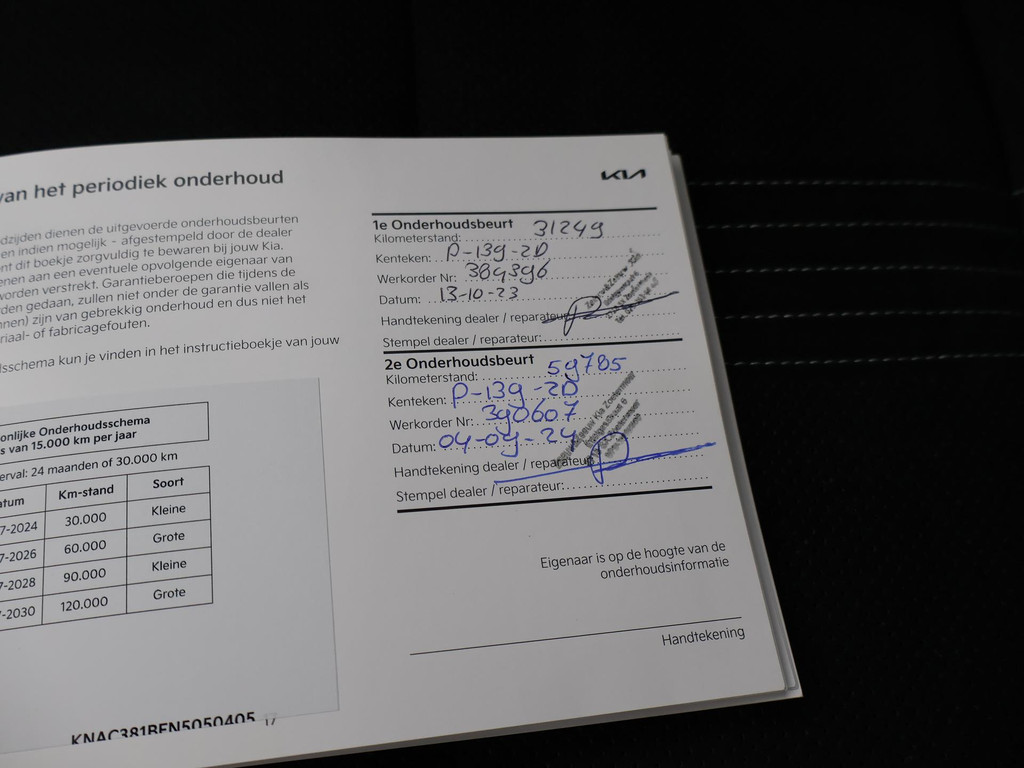 van het periodiek onderhoud
dzijden dienen de uitgevoerde onderhoudsbeurten
en indien mogelijk - afgestempeld door de dealer
nt dit boekje zorgvuldig te bewaren bij jouw Kia.
enen aan een eventuele opvolgende eigenaar van
worden verstrekt. Garantieberoepen die tijdens de
rden gedaan, zullen niet onder de garantie vallen als
nnen) zijn van gebrekkig onderhoud en dus niet het
riaal- of fabricagefouten.
dsschema kun je vinden in het instructieboekje van jouw
onlijke Onderhoudsschema
s van 15.000 km per jaar
erval: 24 maanden of 30.000 km
atum Km-stand Soort
7-2024 30.000 Kleine
7-2026 60.000 Grote
7-2028 90.000 Kleine
-2030 120.000 Grote
KNAC381BFN5050405 17
KIA
1e Onderhoudsbeurt
Kilometerstand: 31249
Kenteken: P-139-ZD
Werkorder Nr: 384396
Datum: 13-10-23
Handtekening dealer / reparateur
Stempel dealer / reparateur:
2e Onderhoudsbeurt
Kilometerstand: 59785
Kenteken: P-139-ZD
Werkorder Nr: 390607
Datum: 04-09-24
Handtekening dealer / reparateur
Stempel dealer / reparateur:
Eigenaar is op de hoogte van de
onderhoudsinformatie
Handtekening